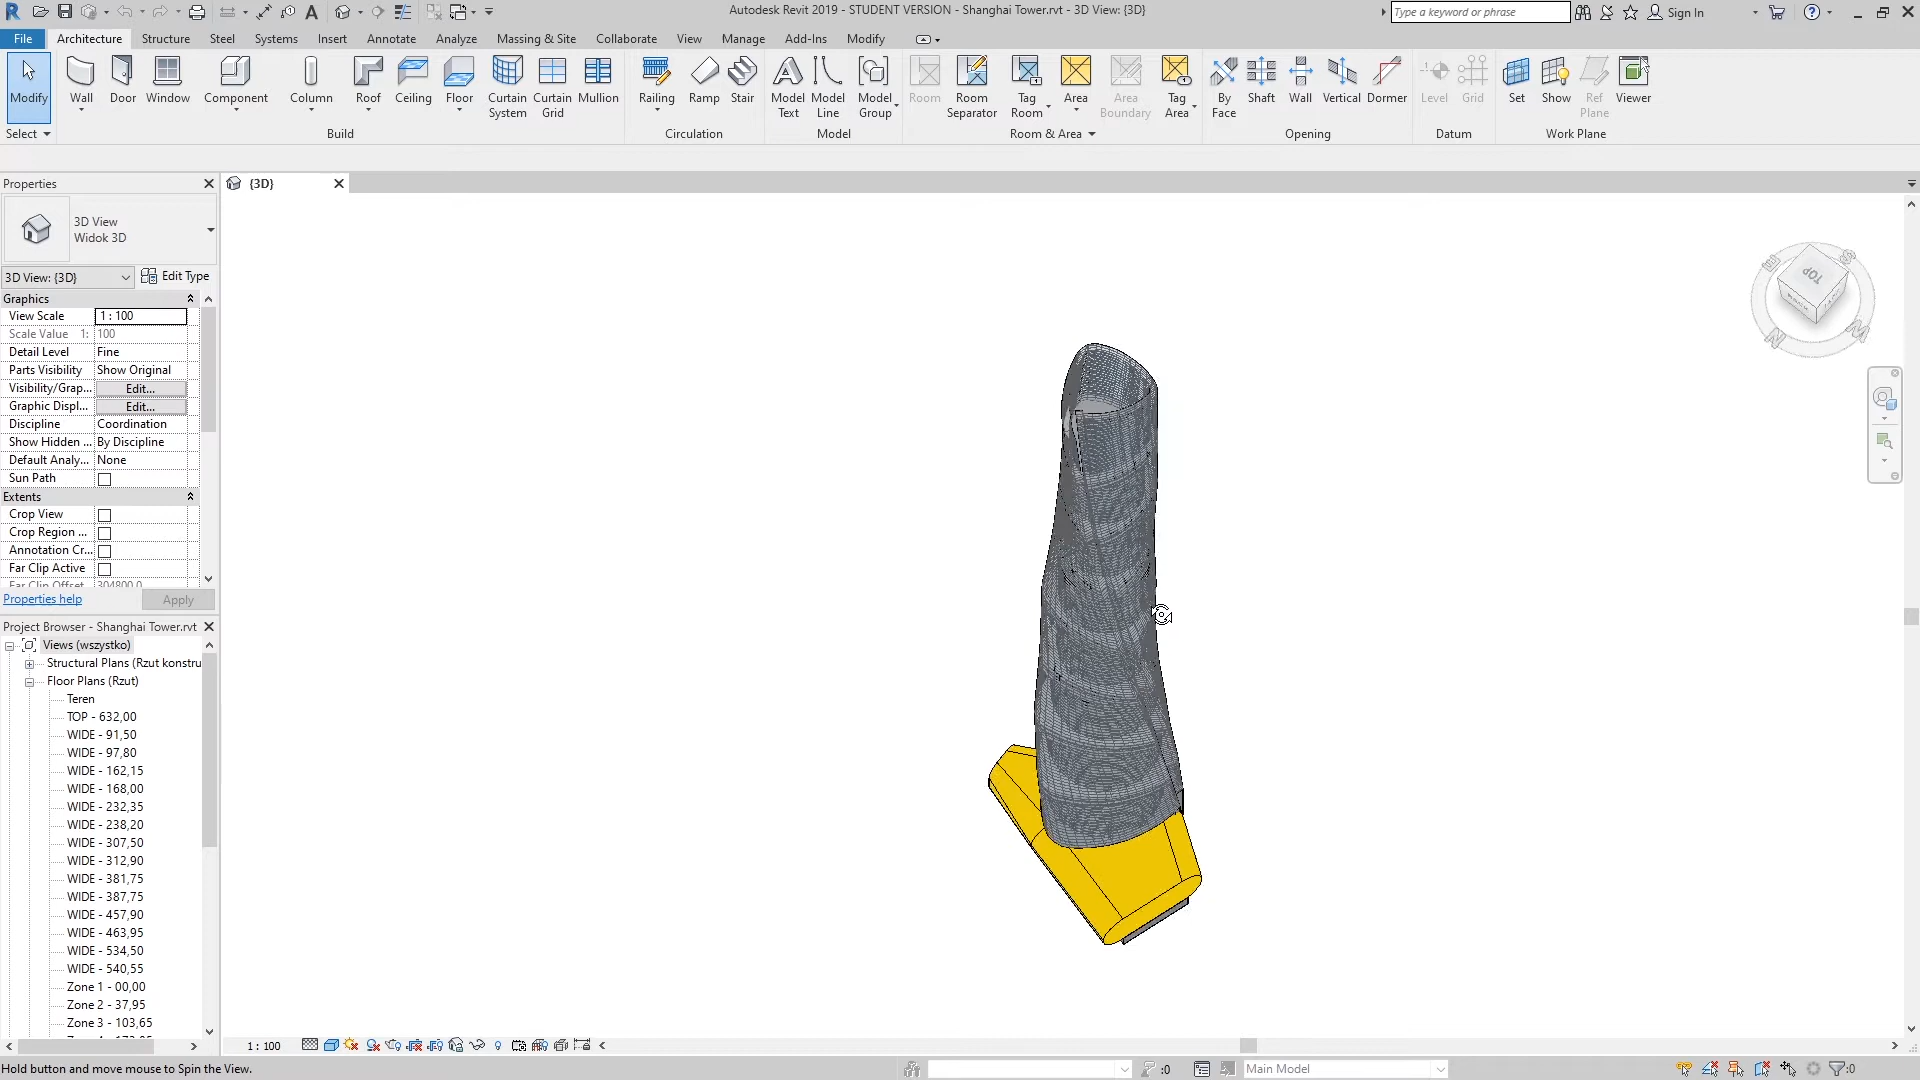 Autodesk Revit 2019 - STUDENT VERSION - Shanghai Tower.rvt - 3D View: {3D}
Type a keyword or phrase
Sign In
File Architecture Structure Steel Systems Insert Annotate Analyze Massing & Site Collaborate View Manage Add-Ins Modify
Modify Wall Door Window Component Column Roof Ceiling Floor Curtain System Curtain Grid Mullion Railing Ramp Stair Model Text Model Line Model Group Room Room Separator Tag Room Area Area Boundary Tag Area By Face Shaft Wall Vertical Dormer Level Grid Set Show Ref Plane Viewer
Select Build Circulation Model Room & Area Opening Datum Work Plane
Properties
{3D}
3D View
Widok 3D
3D View: {3D}
Edit Type
Graphics
View Scale 1 : 100
Scale Value 1: 100
Detail Level Fine
Parts Visibility Show Original
Visibility/Grap... Edit...
Graphic Displ... Edit...
Discipline Coordination
Show Hidden ... By Discipline
Default Analy... None
Sun Path
Extents
Crop View
Crop Region ...
Annotation Cr...
Far Clip Active
Far Clip Offset 304800.0
Properties help Apply
Project Browser - Shanghai Tower.rvt
Views (wszystko)
Structural Plans (Rzut konstru
Floor Plans (Rzut)
Teren
TOP - 632,00
WIDE - 91,50
WIDE - 97,80
WIDE - 162,15
WIDE - 168,00
WIDE - 232,35
WIDE - 238,20
WIDE - 307,50
WIDE - 312,90
WIDE - 381,75
WIDE - 387,75
WIDE - 457,90
WIDE - 463,95
WIDE - 534,50
WIDE - 540,55
Zone 1 - 00,00
Zone 2 - 37,95
Zone 3 - 103,65
TOP
E
S
N
W
1 : 100
Hold button and move mouse to Spin the View.
:0
Main Model
:0